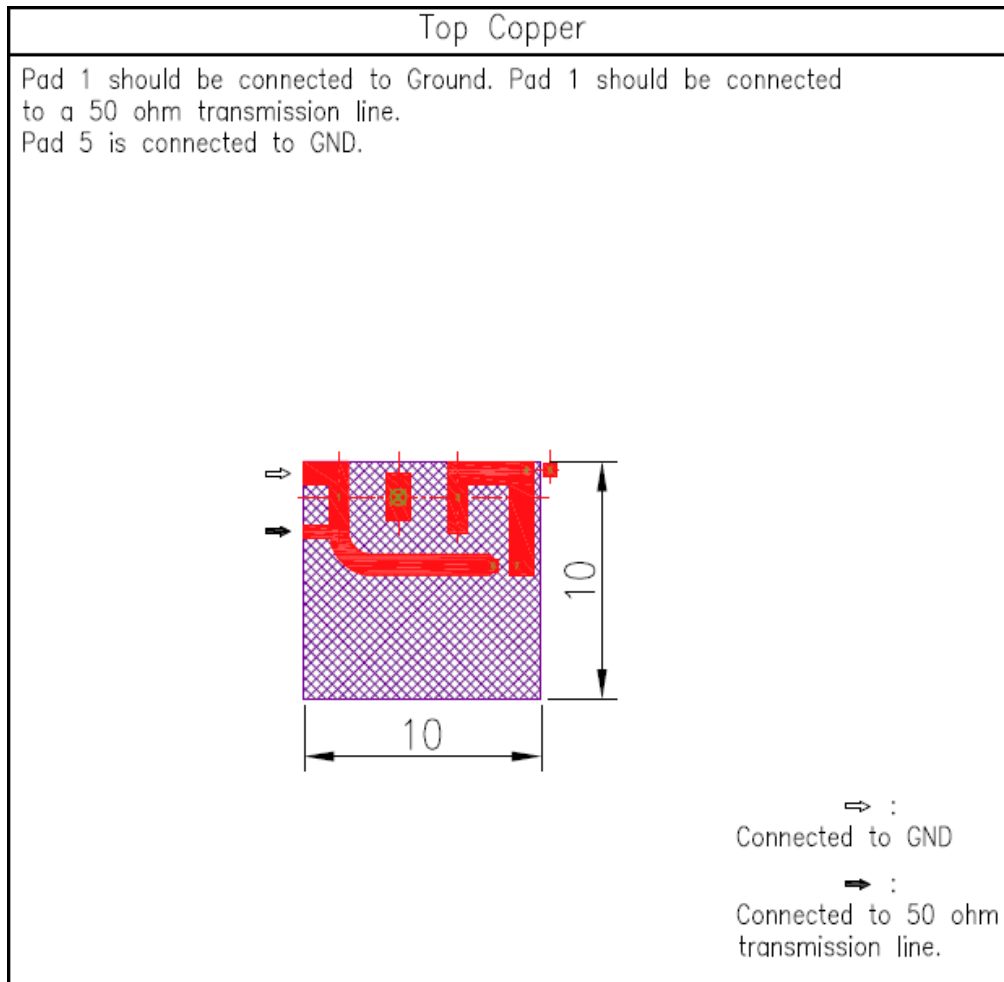 Top Copper
Pad 1 should be connected to Ground. Pad 1 should be connected
to a 50 ohm transmission line.
Pad 5 is connected to GND.
10
10
⇨ :
Connected to GND
➡ :
Connected to 50 ohm
transmission line.